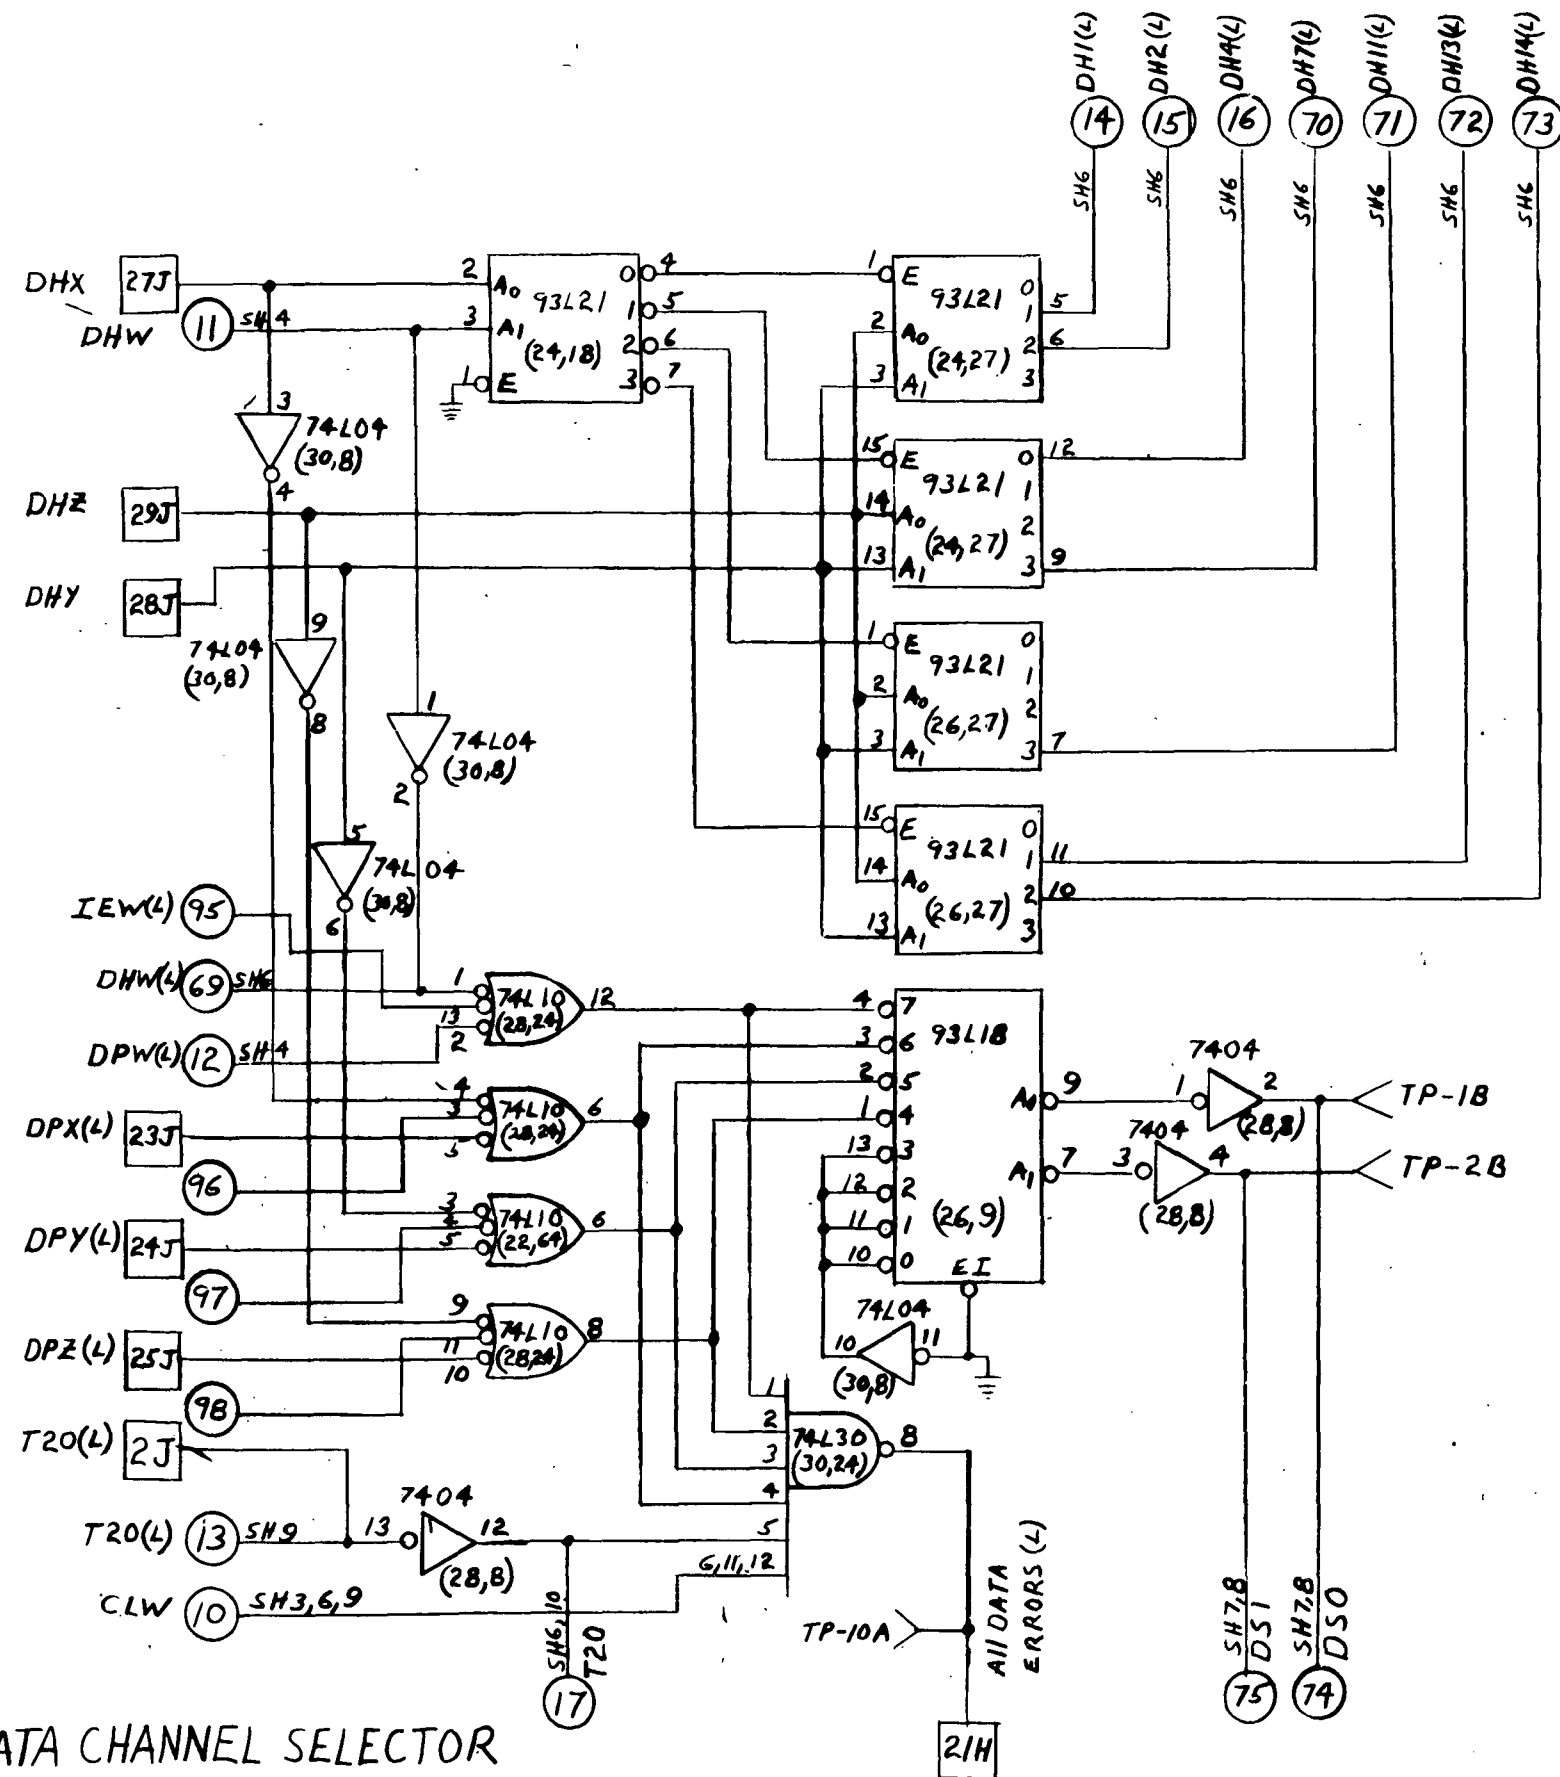 DH1(L) DH2(L) DH4(L) DH7(L) DH11(L) DH13(L) DH14(L)
14 15 16 70 71 72 73
SH6 SH6 SH6 SH6 SH6 SH6 SH6
DHX 27J
DHW 11 SH4
2 A0 93L21 0 4
3 A1 (24,18) 1 5
2 6
1 E 3 7
1 E 93L21 0
2 A0 (24,27) 1 5
2 6
3 A1 3
3 74L04
(30,8)
4
15 E 93L21 0 12
1
14 A0 (24,27) 2
13 A1 3 9
DHZ 29J
DHY 28J
9
74L04
(30,8)
8
1 E 93L21 0
1
2 A0 (26,27) 2
3 A1 3 7
1
74L04
(30,8)
2
5
74L04
(30,8)
6
15 E 93L21 0
1 11
14 A0 (26,27) 2 10
13 A1 3
IEW(L) 95
DHW(L) 69 SH6
DPW(L) 12 SH4
1 74L10 12
13 (28,24)
2
DPX(L) 23J
96
4 74L10 6
3 (28,24)
5
DPY(L) 24J
97
3 74L10 6
4 (22,64)
5
DPZ(L) 25J
98
9 74L10 8
11 (28,24)
10
4 7 93L18
3 6
2 5
1 4
13 3
12 2
11 1 (26,9)
10 0
EI
A0 9
A1 7
7404
1 2
(28,8)
TP-1B
7404
3 4
(28,8)
TP-2B
74L04
10 11
(30,8)
T20(L) 2J
T20(L) 13 SH9
7404
13 12
(28,8)
CLW 10 SH3,6,9
1
2
3
4
5
6,11,12
74L30 8
(30,24)
SH6,10
T20
17
TP-10A
All DATA
ERRORS (L)
21H
SH7,8
DS1
75
SH7,8
DS0
74
ATA CHANNEL SELECTOR